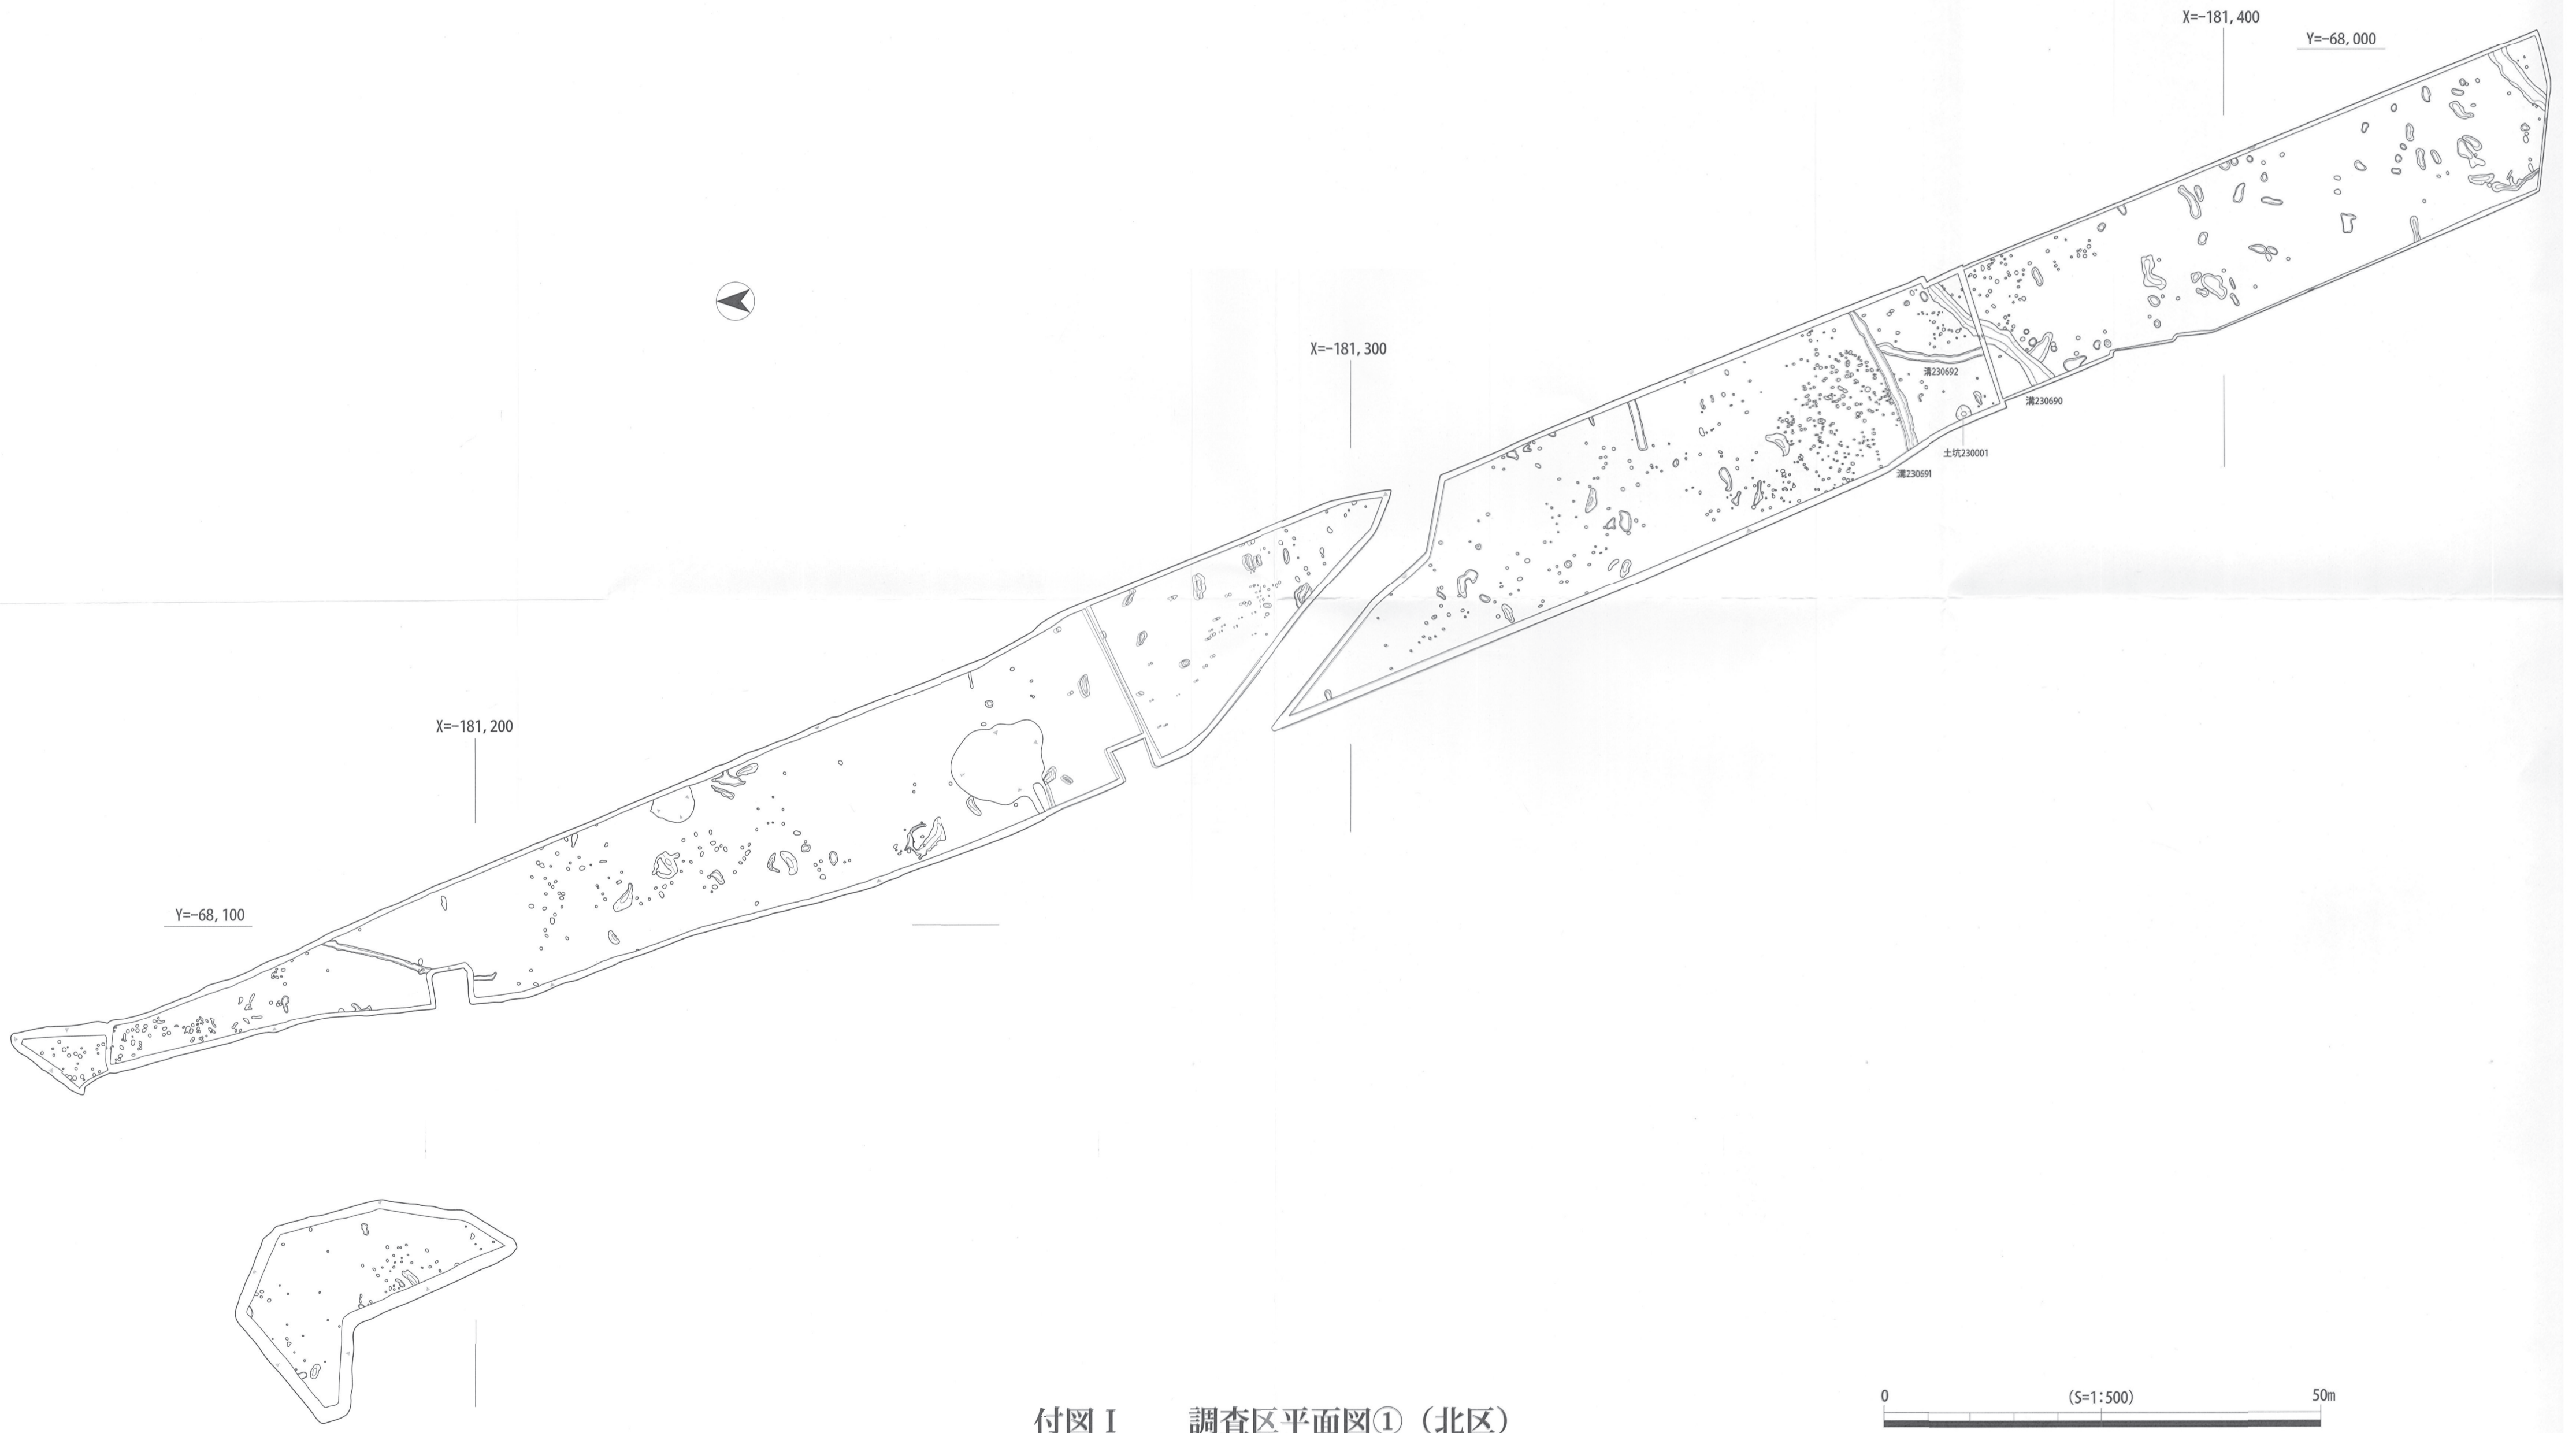 X=-181,400
Y=-68,000
X=-181,300
溝230692
溝230690
土坑230001
溝230691
X=-181,200
Y=-68,100
0 (S=1:500) 50m
付図Ⅰ 調査区平面図①（北区）